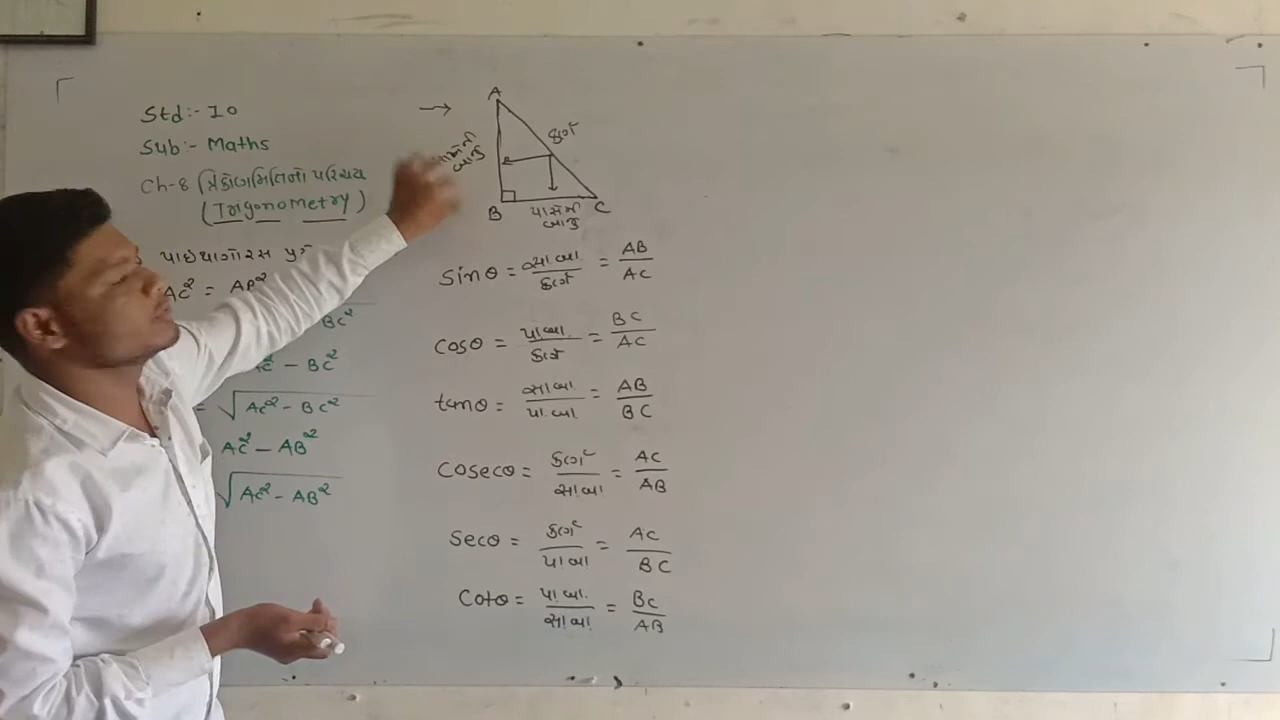 Std:- 10
Sub:- Maths
Ch-8 ત્રિકોણમિતિનો પરિચય
(Trigonometry)
પાઇથાગોરસ
AC² = AB²
BC²
AC² - BC²
= √AC² - BC²
AC² - AB²
√AC² - AB²
→
A
કર્ણ
બાજુ
B
C
પાસેની
બાજુ
Sinθ = સા.બા. / કર્ણ = AB / AC
cosθ = પા.બા. / કર્ણ = BC / AC
tanθ = સા.બા. / પા.બા. = AB / BC
Cosecθ = કર્ણ / સા.બા. = AC / AB
Secθ = કર્ણ / પા.બા. = AC / BC
Cotθ = પા.બા. / સા.બા. = BC / AB